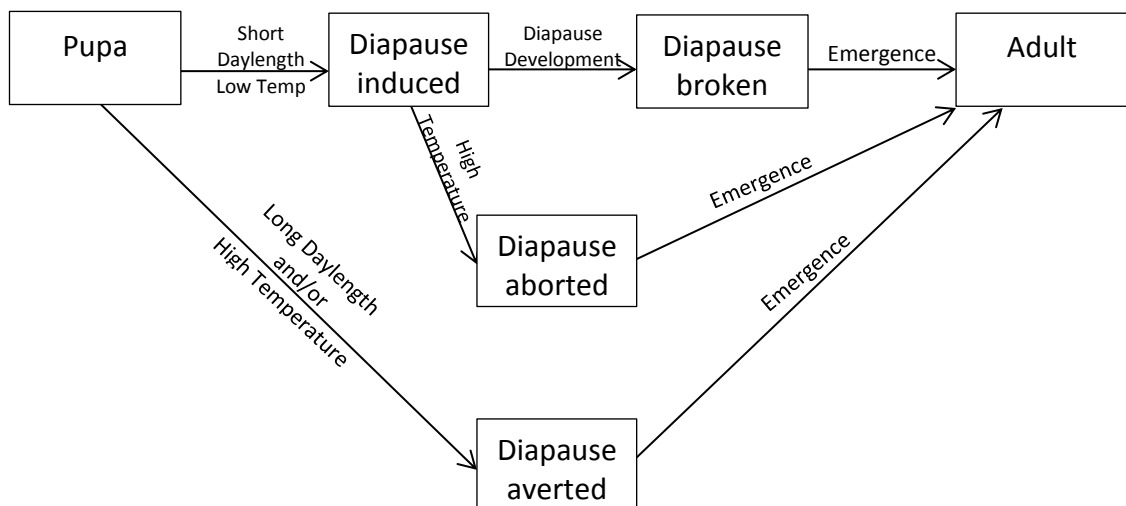 Pupa
Short
Daylength
Low Temp
Diapause
induced
Diapause
Development
Diapause
broken
Emergence
Adult
High
Temperature
Diapause
aborted
Emergence
Long Daylength
and/or
High Temperature
Diapause
averted
Emergence